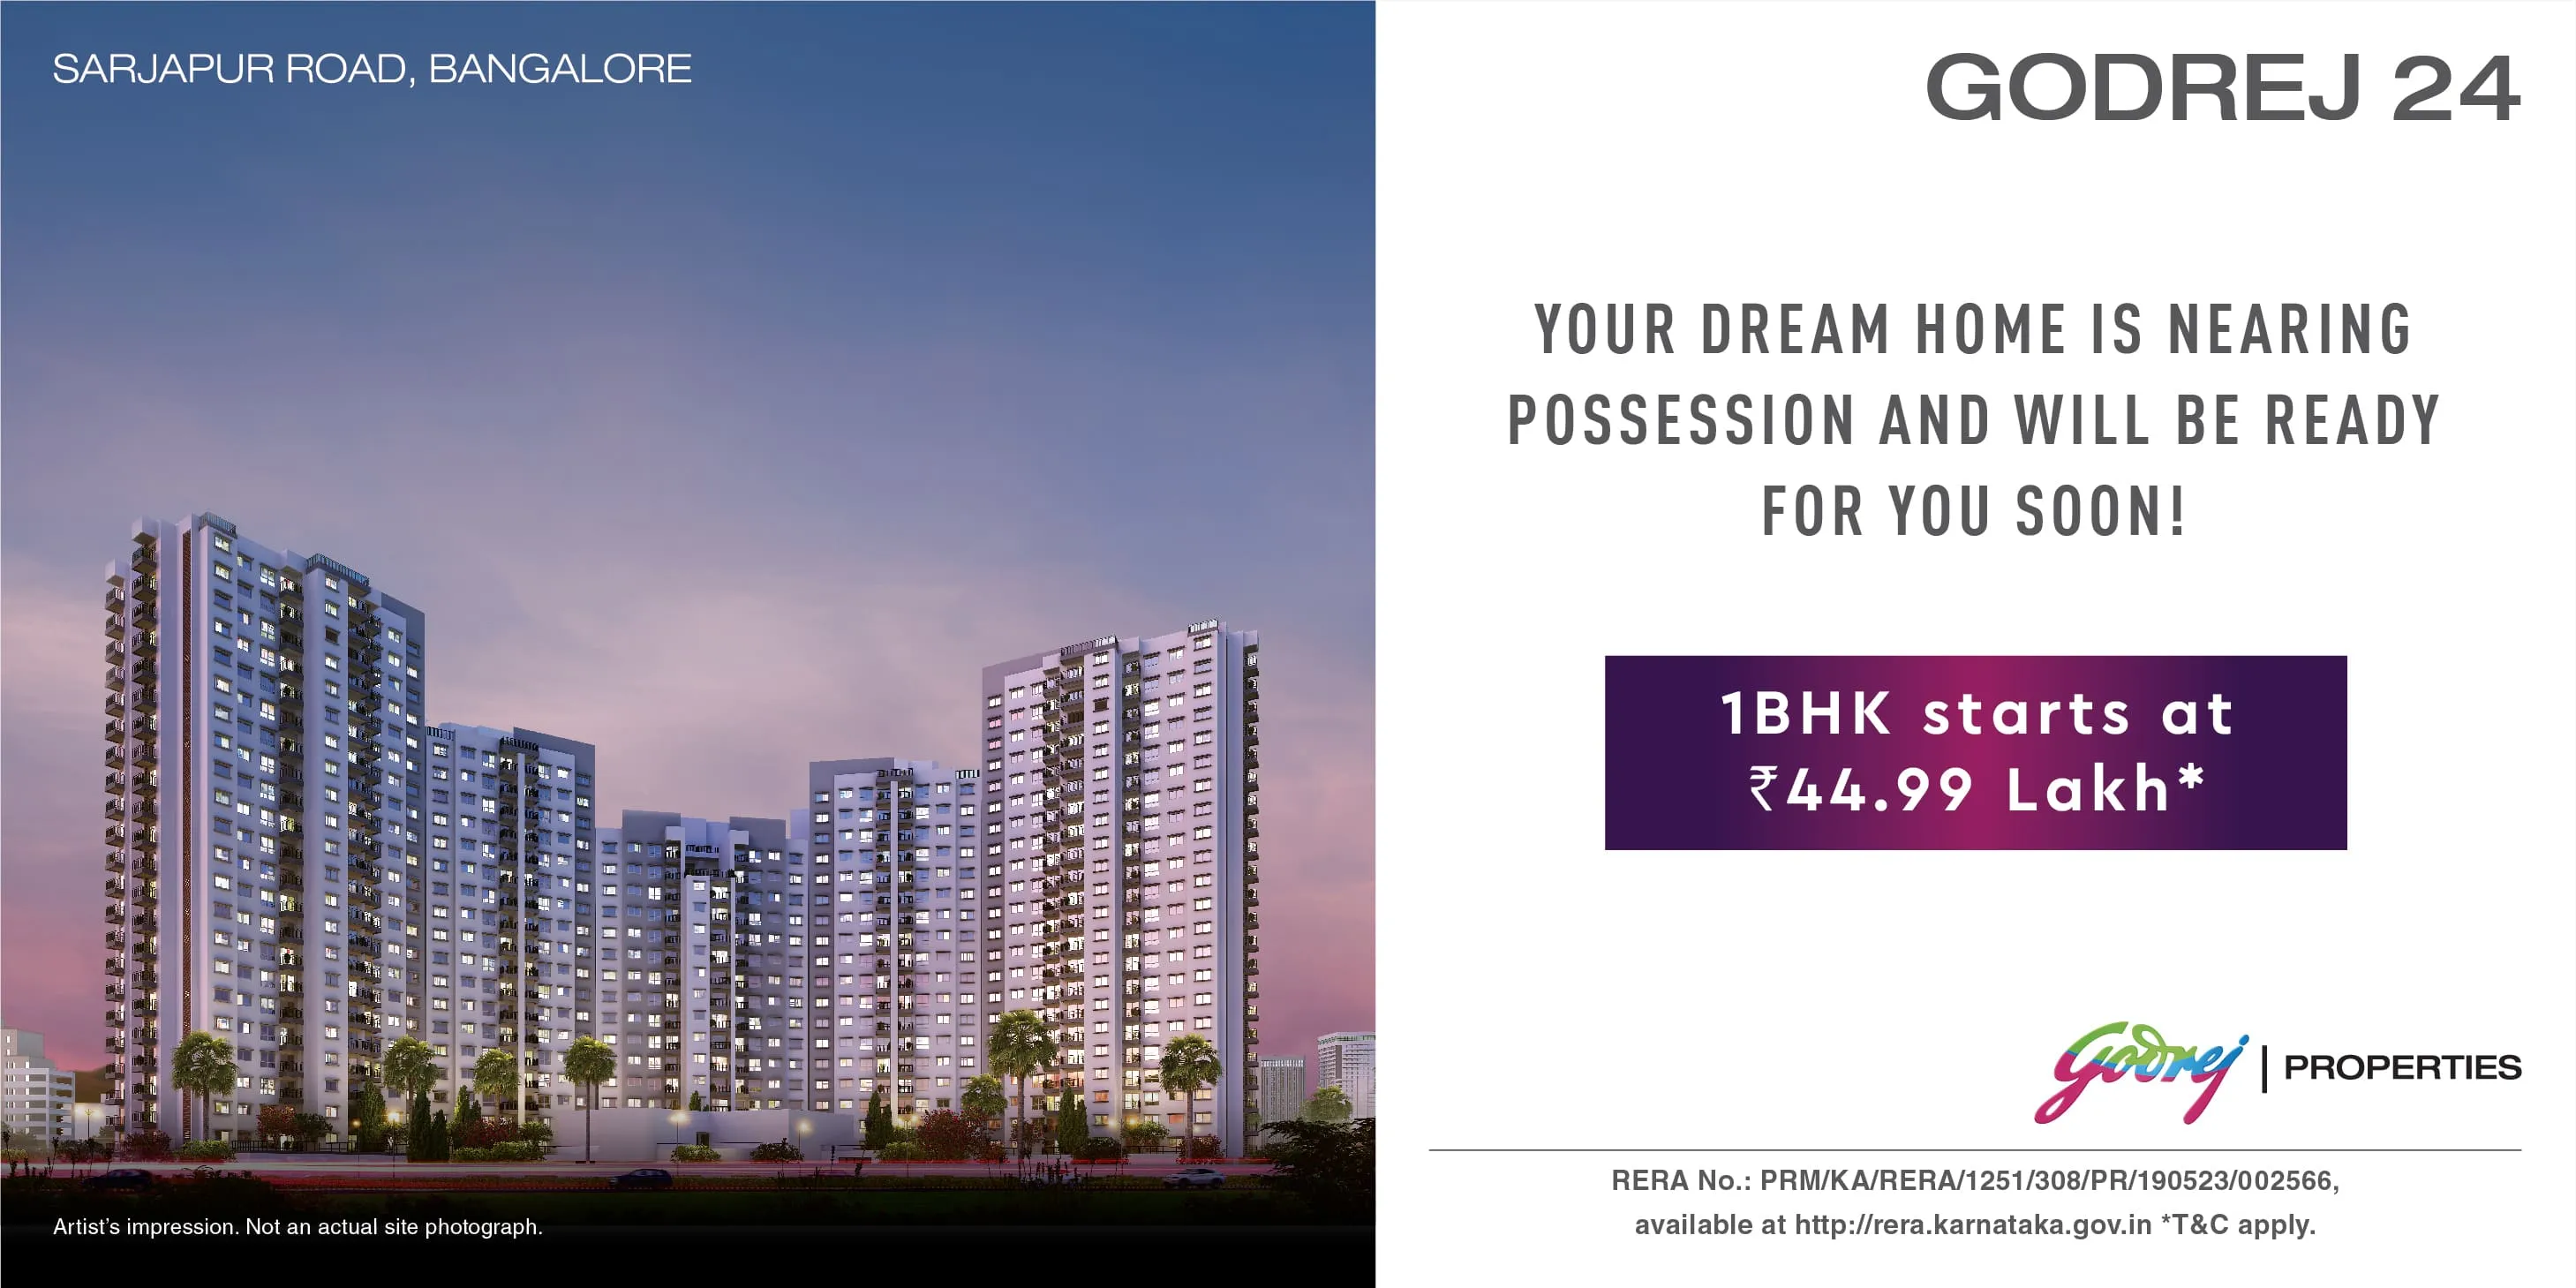 SARJAPUR ROAD, BANGALORE
GODREJ 24
YOUR DREAM HOME IS NEARING
POSSESSION AND WILL BE READY
FOR YOU SOON!
1BHK starts at
₹44.99 Lakh*
Godrej | PROPERTIES
RERA No.: PRM/KA/RERA/1251/308/PR/190523/002566,
available at http://rera.karnataka.gov.in *T&C apply.
Artist's impression. Not an actual site photograph.